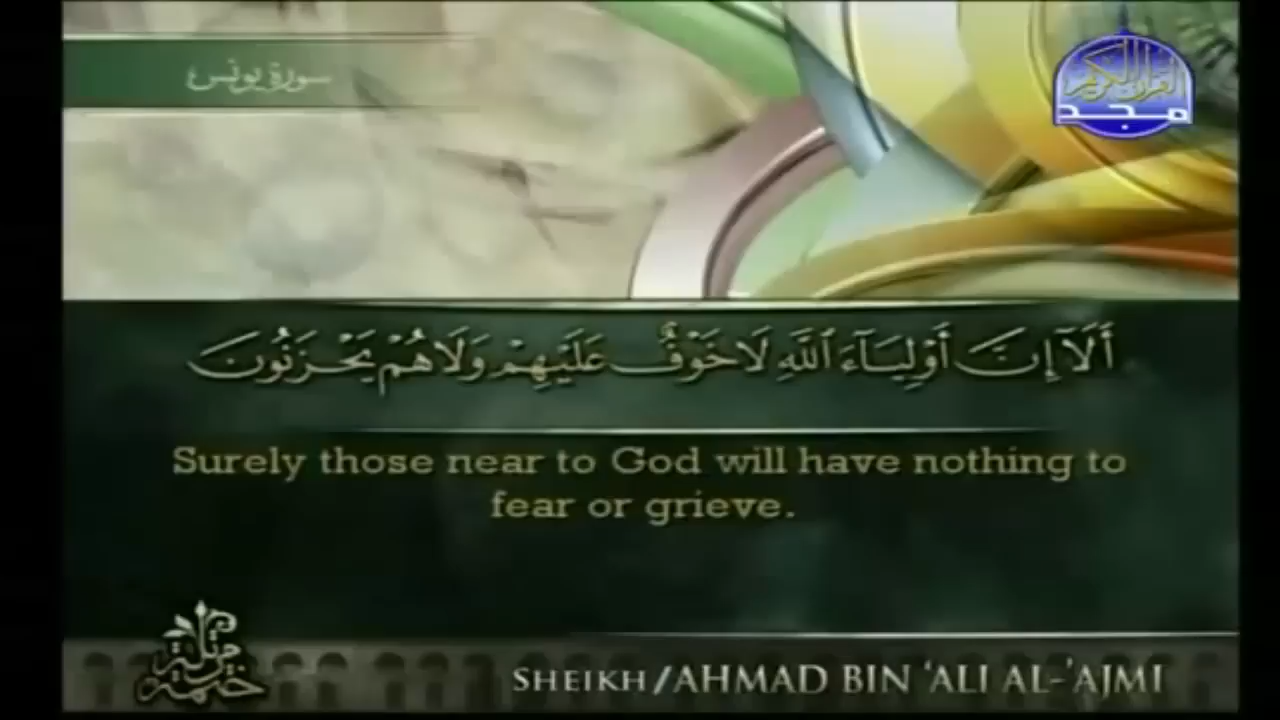 سورة يونس
القرآن الكريم
مجد
أَلَآ إِنَّ أَوْلِيَآءَ ٱللَّهِ لَا خَوْفٌ عَلَيْهِمْ وَلَا هُمْ يَحْزَنُونَ
Surely those near to God will have nothing to
fear or grieve.
ختمة مرتلة
SHEIKH/AHMAD BIN ‘ALI AL-’AJMI